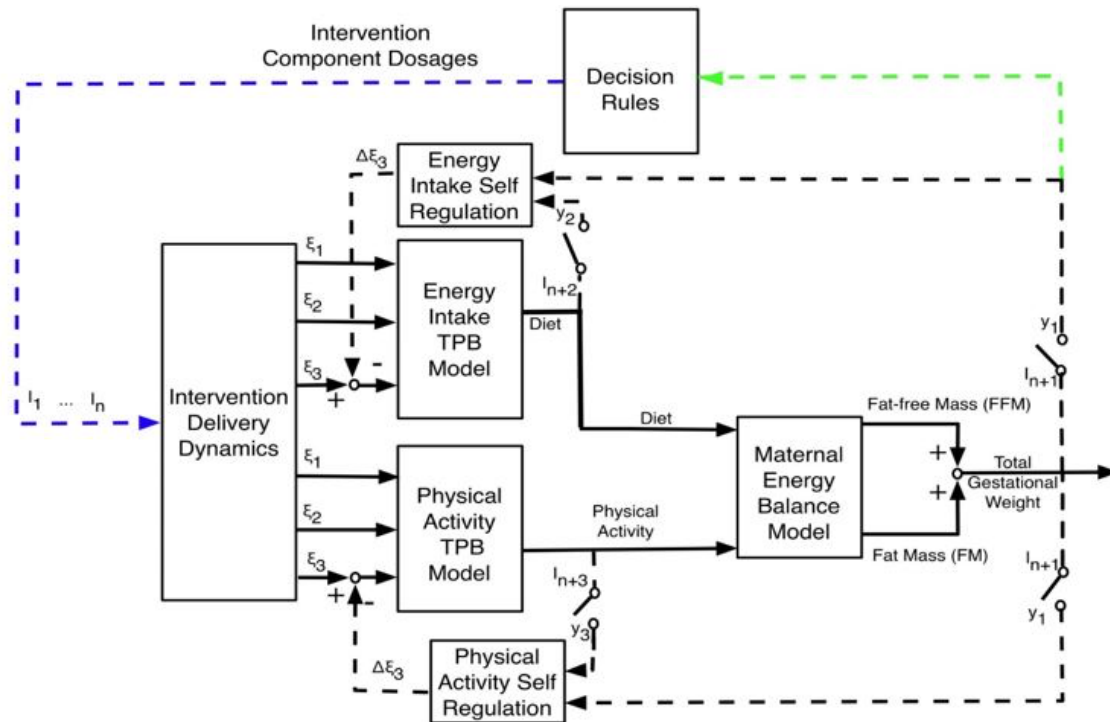 Intervention
Component Dosages
Decision
Rules
Δξ3
Energy
Intake Self
Regulation
y2
y1
ξ1
ξ2
ξ3
+
-
Energy
Intake
TPB
Model
In+2
Diet
In+1
I1 ... In
Intervention
Delivery
Dynamics
Diet
Fat-free Mass (FFM)
Maternal
Energy
Balance
Model
+
+
Total
Gestational
Weight
Fat Mass (FM)
ξ1
ξ2
ξ3
+
-
Physical
Activity
TPB
Model
Physical
Activity
In+3
y3
In+1
y1
Δξ3
Physical
Activity Self
Regulation